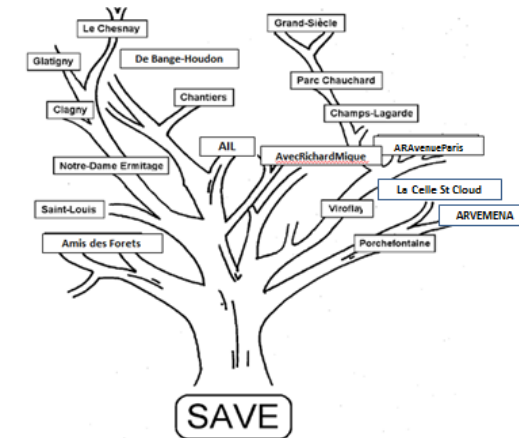 Le Chesnay
Grand-Siècle
Glatigny
De Bange-Houdon
Parc Chauchard
Chantiers
Clagny
Champs-Lagarde
AIL
ARAvenueParis
AvecRichardMique
Notre-Dame Ermitage
La Celle St Cloud
Saint-Louis
Viroflay
ARVEMENA
Amis des Forets
Porchefontaine
SAVE